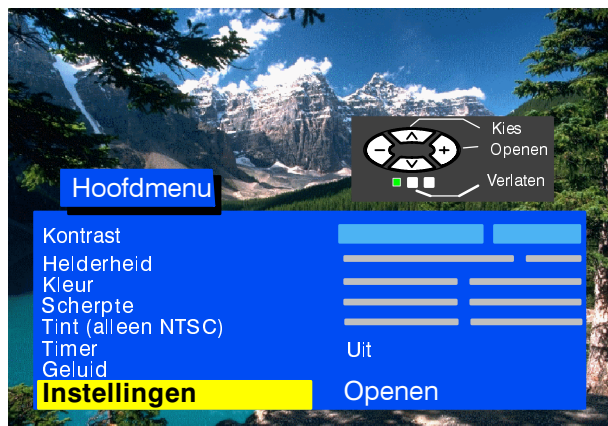 Kies
Openen
Verlaten
Hoofdmenu
Kontrast
Helderheid
Kleur
Scherpte
Tint (alleen NTSC)
Timer Uit
Geluid
Instellingen Openen